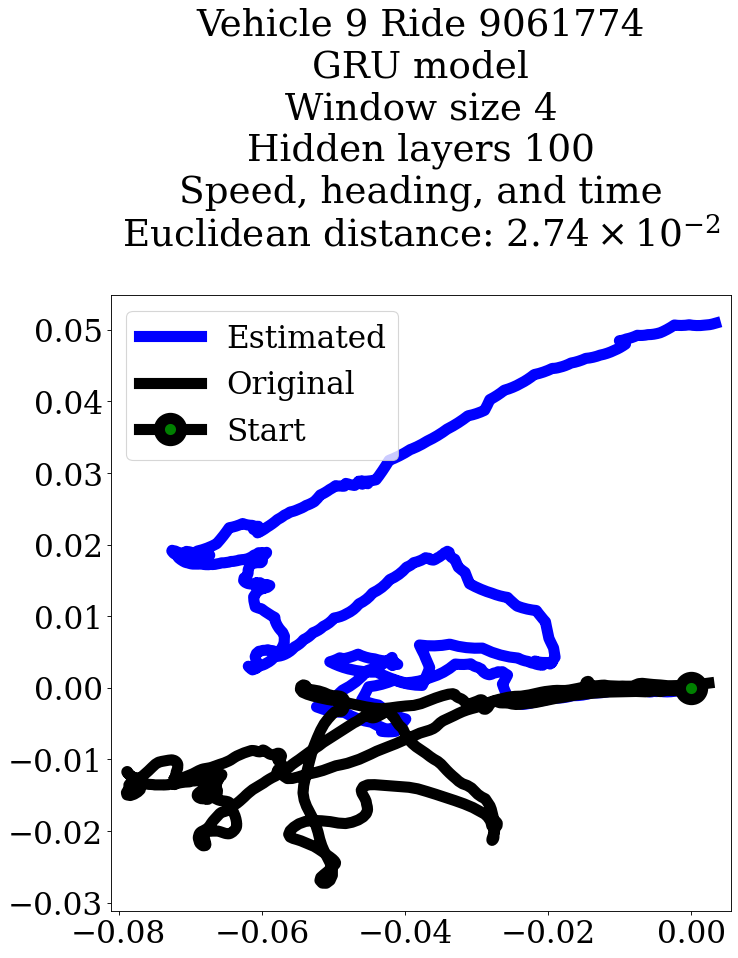 Vehicle 9 Ride 9061774
GRU model
Window size 4
Hidden layers 100
Speed, heading, and time
Euclidean distance: 2.74 × 10⁻²
Estimated
Original
Start
0.05
0.04
0.03
0.02
0.01
0.00
−0.01
−0.02
−0.03
−0.08
−0.06
−0.04
−0.02
0.00